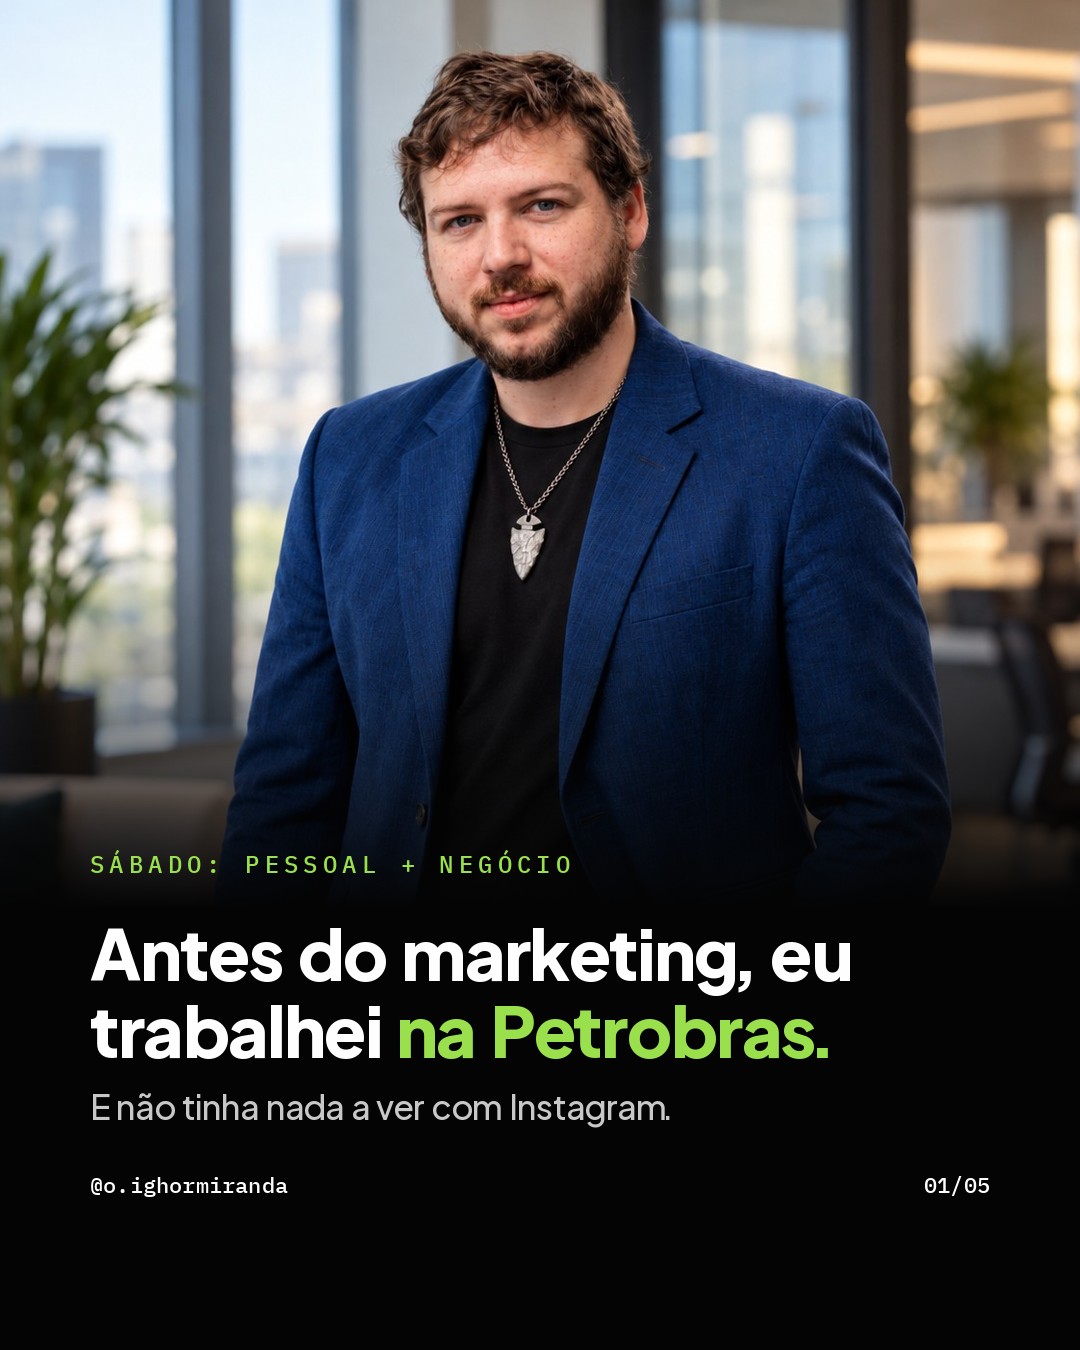 SÁBADO: PESSOAL + NEGÓCIO
Antes do marketing, eu
trabalhei na Petrobras.
E não tinha nada a ver com Instagram.
@o.ighormiranda
01/05